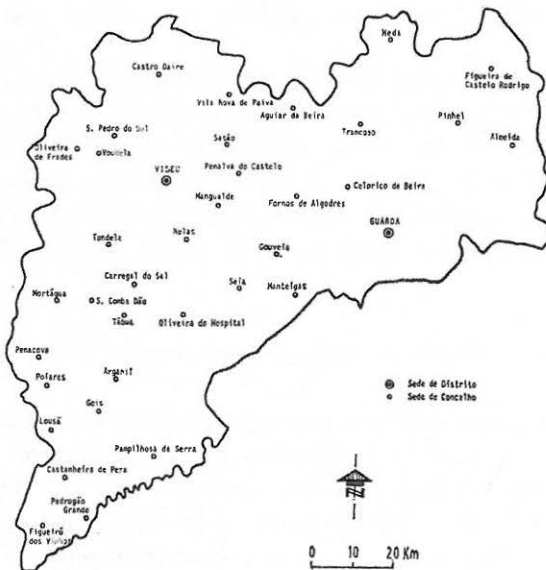 Meda
Castro Daire
Figueira de
Castelo Rodrigo
Vila Nova de Paiva
Aguiar da Beira
Trancoso
Pinhel
S. Pedro do Sul
Satão
Almeida
Oliveira
de Frades
Vouzela
VISEU
Penalva do Castelo
Mangualde
Fornos de Algodres
Celorico da Beira
GUARDA
Tondela
Nelas
Gouveia
Carregal do Sal
Seia
Manteigas
Mortágua
S. Comba Dão
Tábua
Oliveira do Hospital
Penacova
Poiares
Arganil
Sede de Distrito
Sede de Concelho
Gois
Lousã
Pampilhosa da Serra
Castanheira de Pera
Pedrogão
Grande
Figueiró
dos Vinhos
N
0 10 20 Km